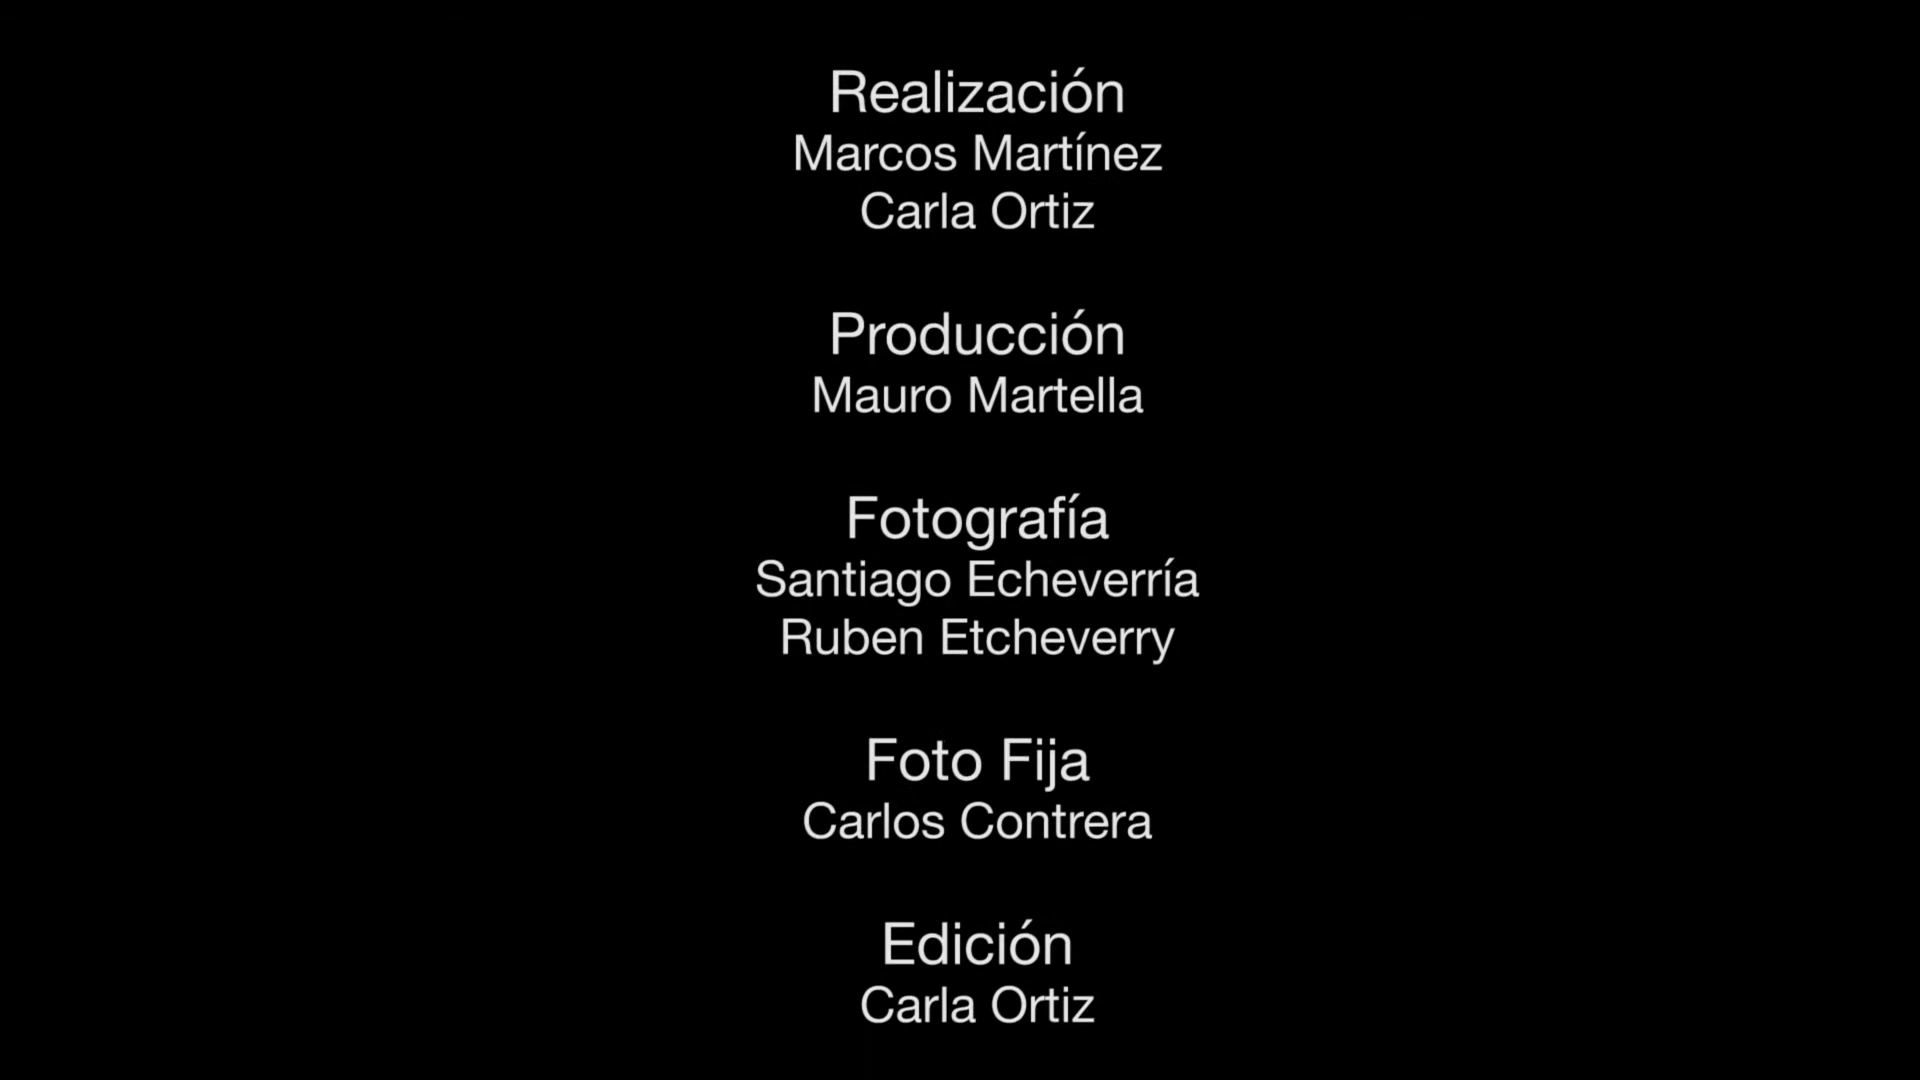 Realización
Marcos Martínez
Carla Ortiz
Producción
Mauro Martella
Fotografía
Santiago Echeverría
Ruben Etcheverry
Foto Fija
Carlos Contrera
Edición
Carla Ortiz